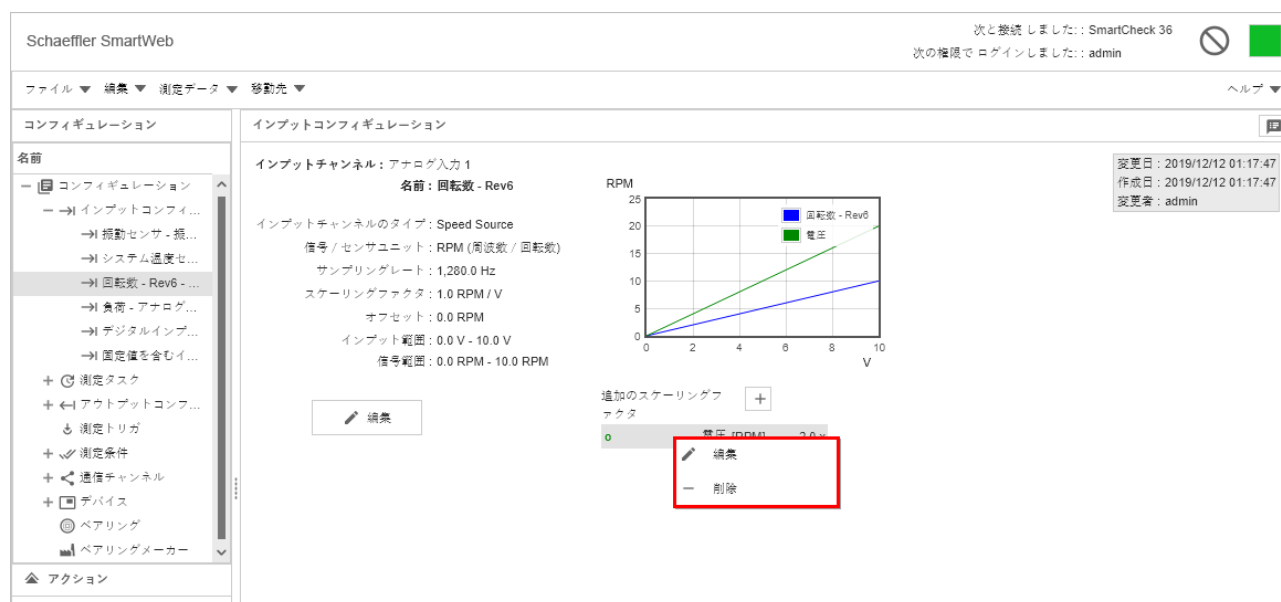 Schaeffler SmartWeb
次と接続 しました: : SmartCheck 36
次の権限で ログインしました: : admin
ファイル ▼ 編集 ▼ 測定データ ▼ 移動先 ▼ ヘルプ ▼
コンフィギュレーション
インプットコンフィギュレーション
名前
コンフィギュレーション
インプットコンフィ...
振動センサ - 振...
システム温度セ...
回転数 - Rev6 - ...
負荷 - アナログ...
デジタルインプ...
固定値を含むイ...
測定タスク
アウトプットコンフ...
測定トリガ
測定条件
通信チャンネル
デバイス
ベアリング
ベアリングメーカー
アクション
インプットチャンネル : アナログ入力 1
名前 : 回転数 - Rev6
インプットチャンネルのタイプ : Speed Source
信号 / センサユニット : RPM (周波数 / 回転数)
サンプリングレート : 1,280.0 Hz
スケーリングファクタ : 1.0 RPM / V
オフセット : 0.0 RPM
インプット範囲 : 0.0 V - 10.0 V
信号範囲 : 0.0 RPM - 10.0 RPM
編集
RPM
25
20
15
10
5
0
0 2 4 6 8 10
V
回転数 - Rev6
電圧
追加のスケーリングファクタ
o 電圧 [RPM]
編集
削除
変更日 : 2019/12/12 01:17:47
作成日 : 2019/12/12 01:17:47
変更者 : admin